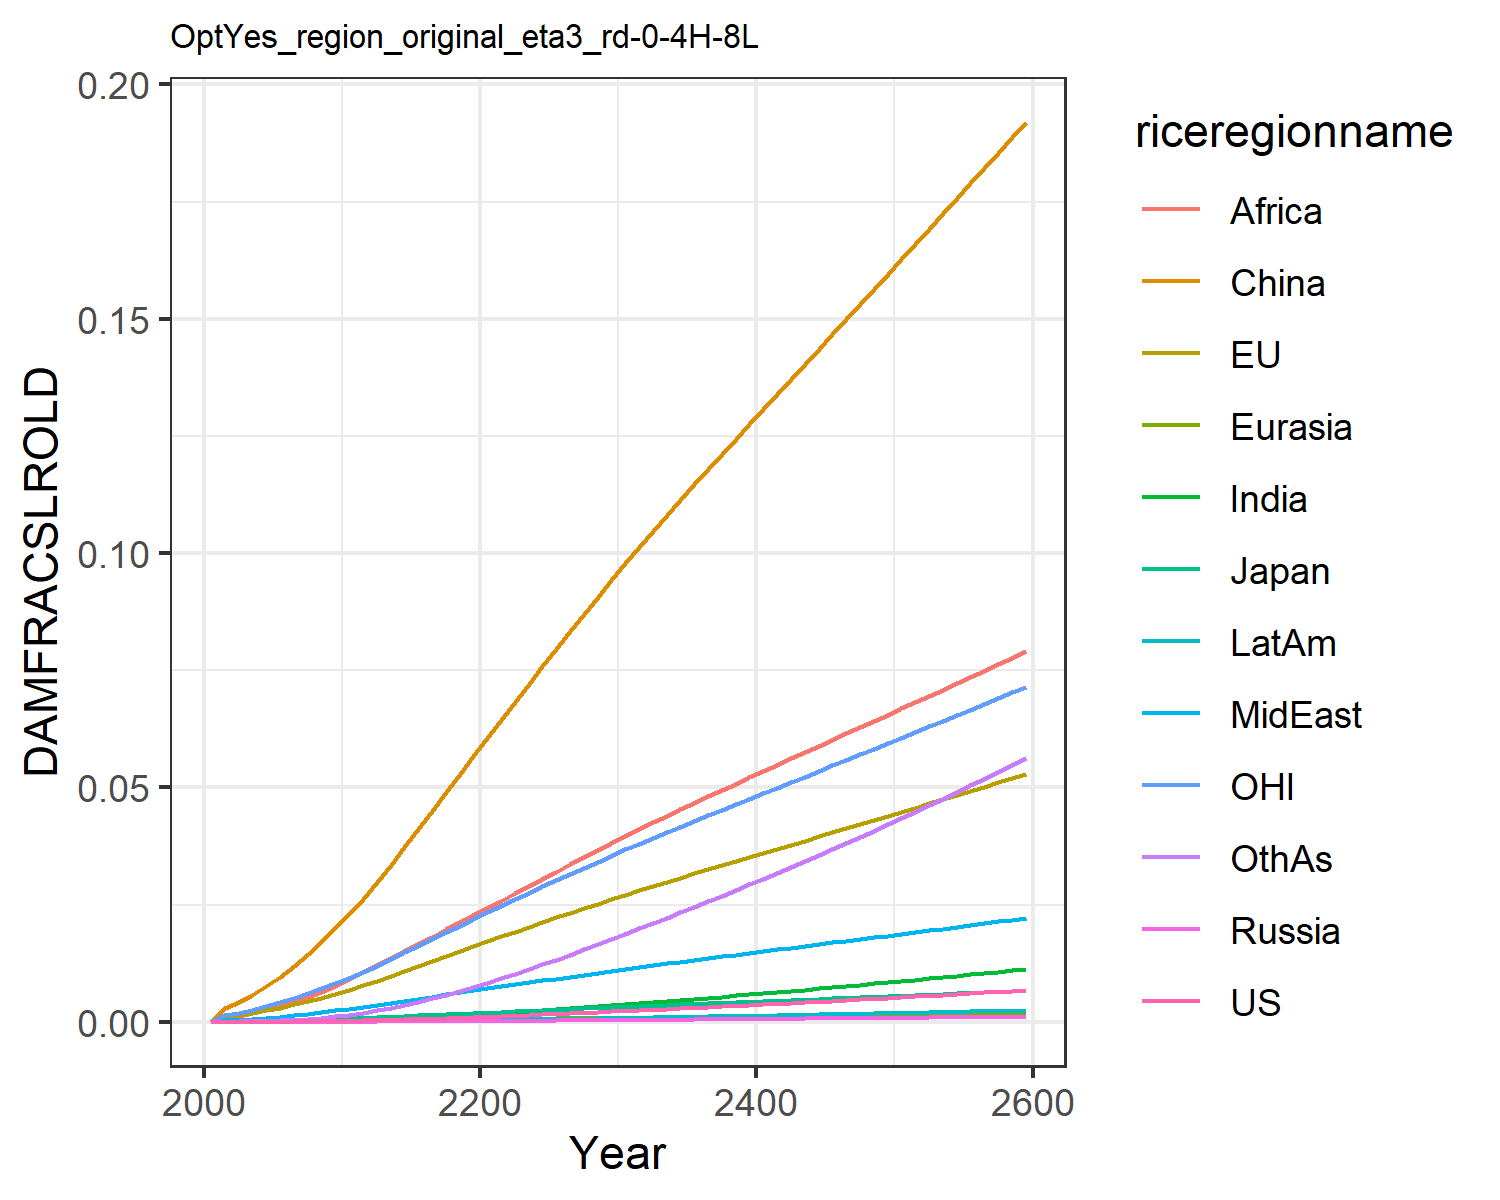 OptYes_region_original_eta3_rd-0-4H-8L
DAMFRACSLROLD
0.20
0.15
0.10
0.05
0.00
2000
2200
2400
2600
Year
riceregionname
Africa
China
EU
Eurasia
India
Japan
LatAm
MidEast
OHI
OthAs
Russia
US